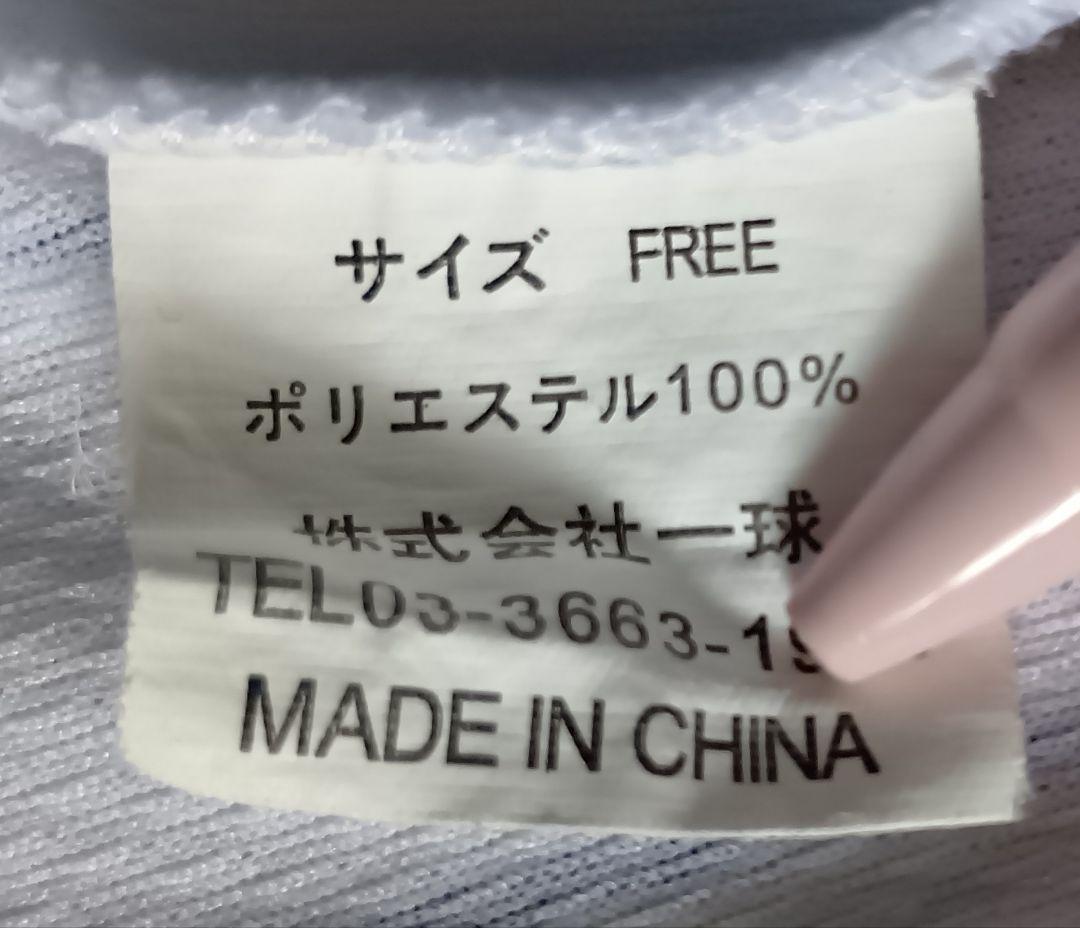 サイズ FREE
ポリエステル100%
株式会社一球
TEL03-3663-19
MADE IN CHINA